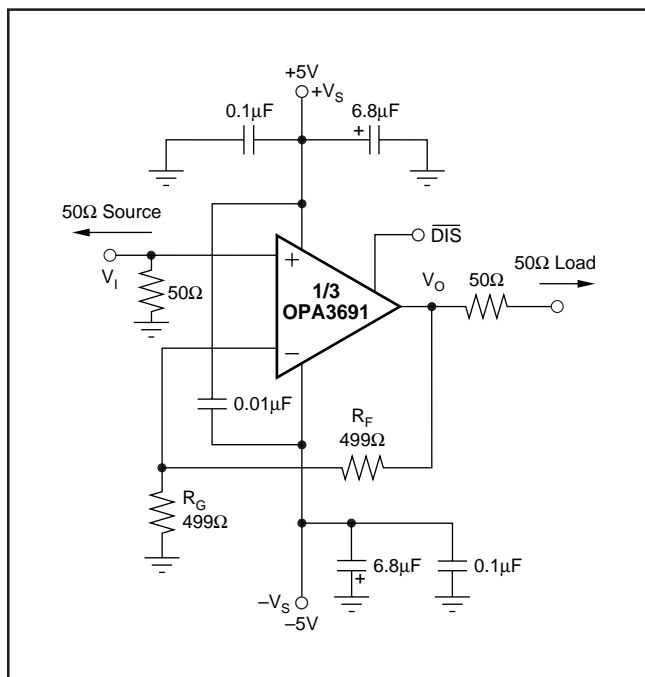 +5V
+V_S
0.1µF
6.8µF
+
50Ω Source
D̅I̅S̅
V_I
50Ω
+
1/3
OPA3691
−
V_O
50Ω
50Ω Load
0.01µF
R_F
499Ω
R_G
499Ω
6.8µF
+
0.1µF
−V_S
−5V